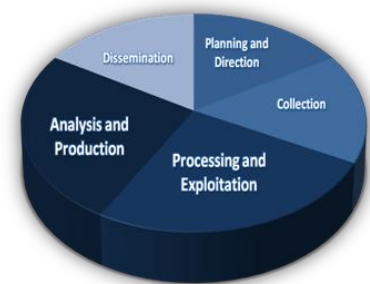 Dissemination
Planning and
Direction
Collection
Analysis and
Production
Processing and
Exploitation